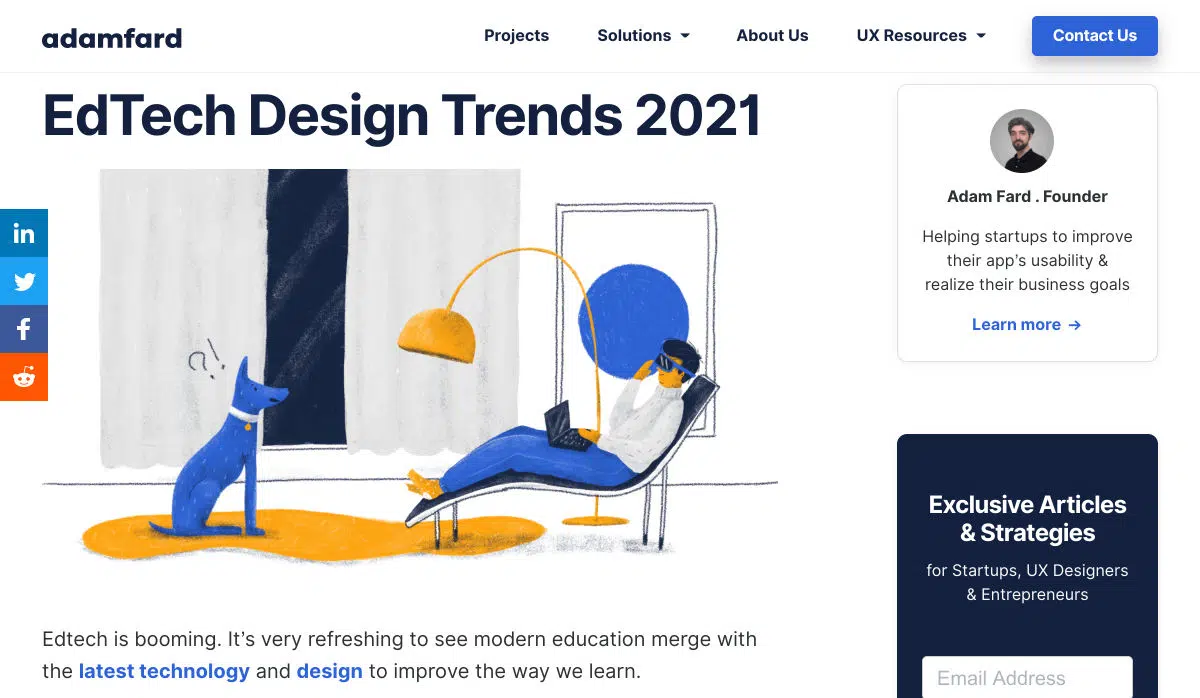 adamfard
Projects
Solutions
About Us
UX Resources
Contact Us
EdTech Design Trends 2021
?!
Edtech is booming. It’s very refreshing to see modern education merge with
the latest technology and design to improve the way we learn.
Adam Fard . Founder
Helping startups to improve
their app’s usability &
realize their business goals
Learn more →
Exclusive Articles
& Strategies
for Startups, UX Designers
& Entrepreneurs
Email Address